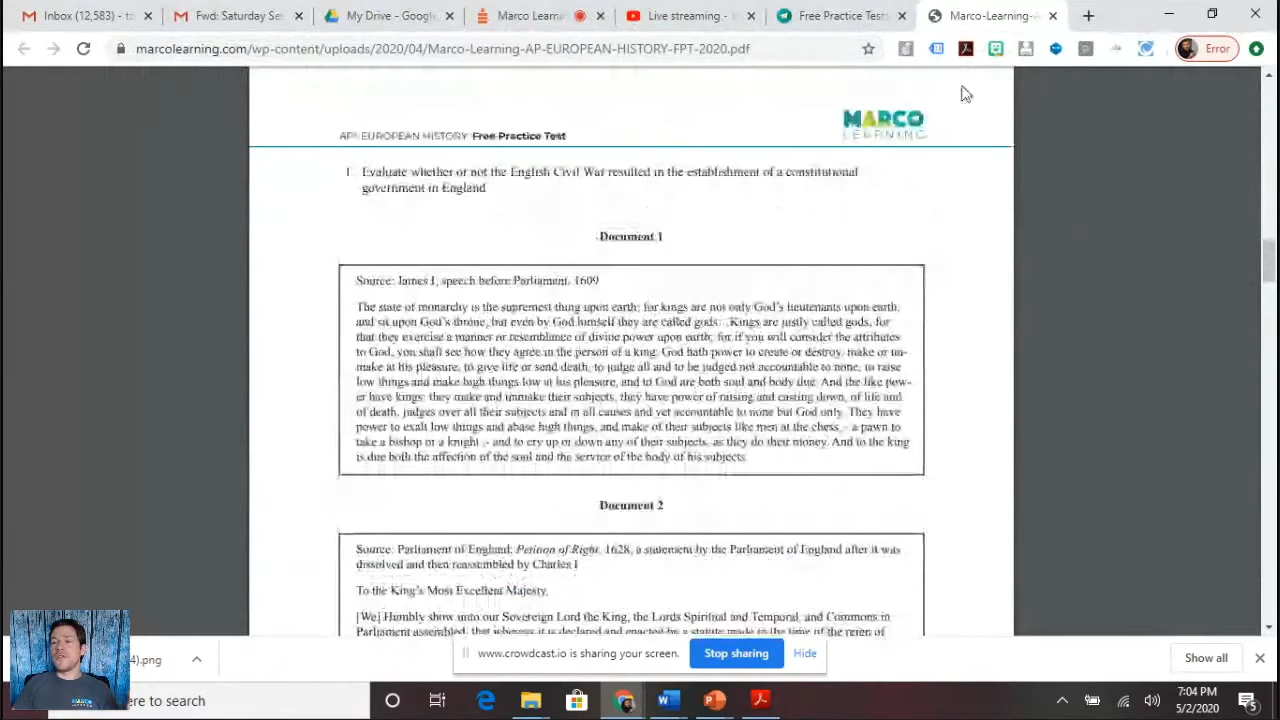 Inbox (12,583) - t
Fwd: Saturday Se
My Drive - Google
Marco Learni
Live streaming. - Y
Free Practice Tests
Marco-Learning-A
marcolearning.com/wp-content/uploads/2020/04/Marco-Learning-AP-EUROPEAN-HISTORY-FPT-2020.pdf
Error
AP EUROPEAN HISTORY Free Practice Test
MARCO
LEARNING
1 Evaluate whether or not the English Civil War resulted in the establishment of a constitutional
government in England
Document 1
Source: James I, speech before Parliament, 1609
The state of monarchy is the supremest thing upon earth; for kings are not only God's lieutenants upon earth,
and sit upon God's throne, but even by God himself they are called gods. Kings are justly called gods, for
that they exercise a manner or resemblance of divine power upon earth; for if you will consider the attributes
to God, you shall see how they agree in the person of a king. God hath power to create or destroy, make or un-
make at his pleasure, to give life or send death, to judge all and to be judged not accountable to none, to raise
low things and make high things low at his pleasure, and to God are both soul and body due. And the like pow-
er have kings: they make and unmake their subjects, they have power of raising and casting down, of life and
of death, judges over all their subjects and in all causes and yet accountable to none but God only. They have
power to exalt low things and abase high things, and make of their subjects like men at the chess, - a pawn to
take a bishop or a knight - and to cry up or down any of their subjects, as they do their money. And to the king
is due both the affection of the soul and the service of the body of his subjects
Document 2
Source: Parliament of England, Petition of Right, 1628, a statement by the Parliament of England after it was
dissolved and then reassembled by Charles I
To the King's Most Excellent Majesty,
[We] Humbly show unto our Sovereign Lord the King, the Lords Spiritual and Temporal, and Commons in
Parliament assembled, that whereas it is declared and enacted by a statute made in the time of the reign of
www.crowdcast.io is sharing your screen.
Stop sharing
Hide
4).png
Show all
MARCO
ere to search
7:04 PM
5/2/2020
5